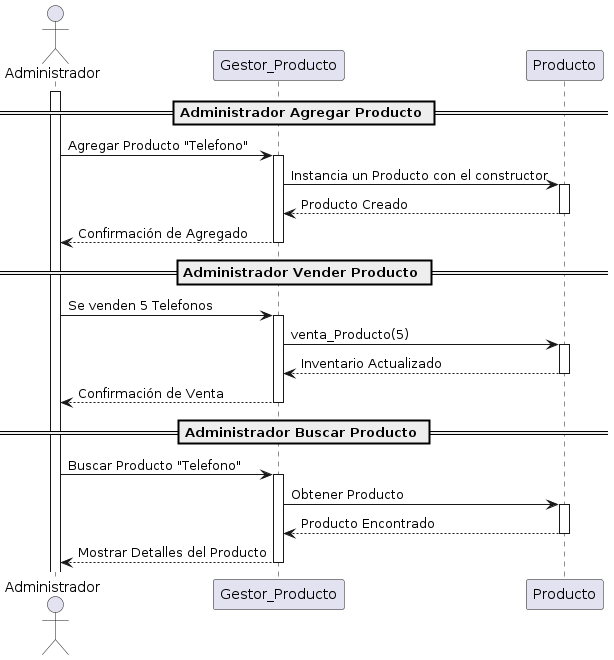 Administrador
Gestor_Producto
Producto
Administrador Agregar Producto
Agregar Producto "Telefono"
Instancia un Producto con el constructor
Producto Creado
Confirmación de Agregado
Administrador Vender Producto
Se venden 5 Telefonos
venta_Producto(5)
Inventario Actualizado
Confirmación de Venta
Administrador Buscar Producto
Buscar Producto "Telefono"
Obtener Producto
Producto Encontrado
Mostrar Detalles del Producto
Administrador
Gestor_Producto
Producto